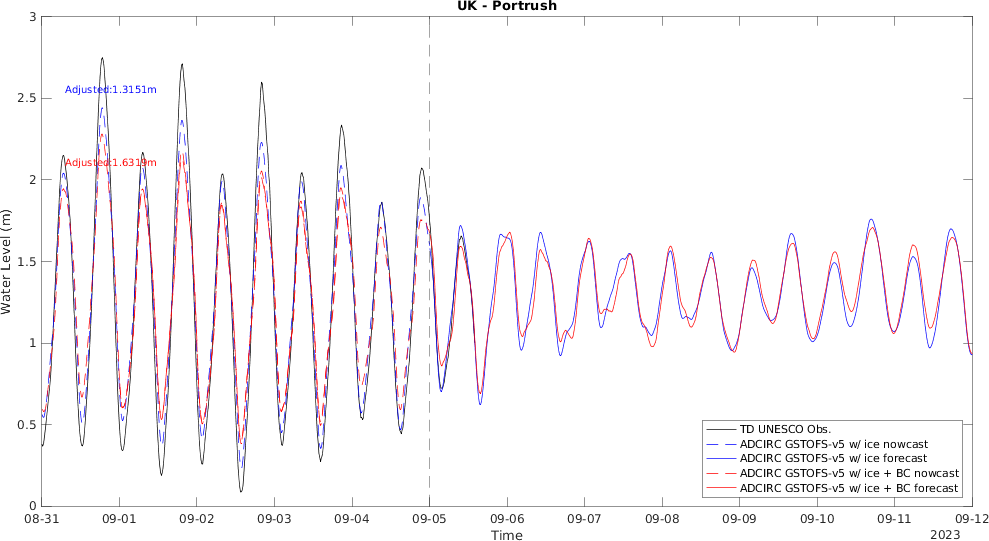 UK - Portrush
Water Level (m)
3
2.5
2
1.5
1
0.5
0
Adjusted:1.3151m
Adjusted:1.6319m
TD UNESCO Obs.
ADCIRC GSTOFS-v5 w/ ice nowcast
ADCIRC GSTOFS-v5 w/ ice forecast
ADCIRC GSTOFS-v5 w/ ice + BC nowcast
ADCIRC GSTOFS-v5 w/ ice + BC forecast
08-31 09-01 09-02 09-03 09-04 09-05 09-06 09-07 09-08 09-09 09-10 09-11 09-12
Time
2023